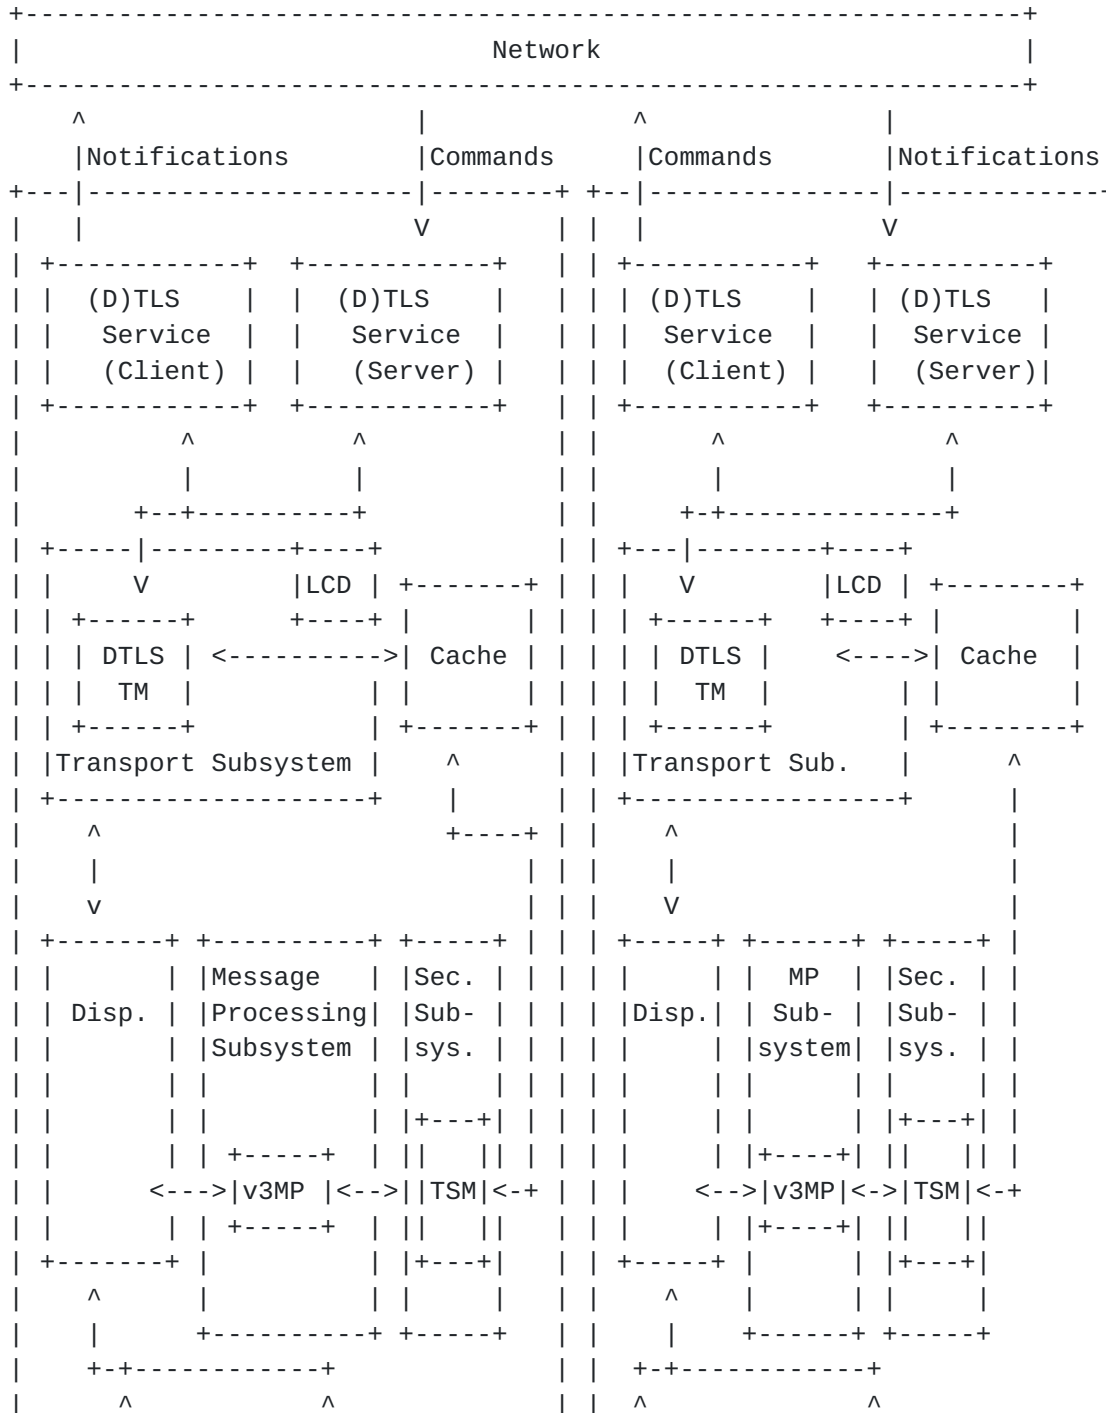 Network
Notifications Commands Commands Notifications
(D)TLS (D)TLS (D)TLS (D)TLS
Service Service Service Service
(Client) (Server) (Client) (Server)
LCD LCD
DTLS Cache DTLS Cache
TM TM
Transport Subsystem Transport Sub.
Message Sec. MP Sec.
Disp. Processing Sub- Disp. Sub- Sub-
Subsystem sys. system sys.
v3MP TSM v3MP TSM